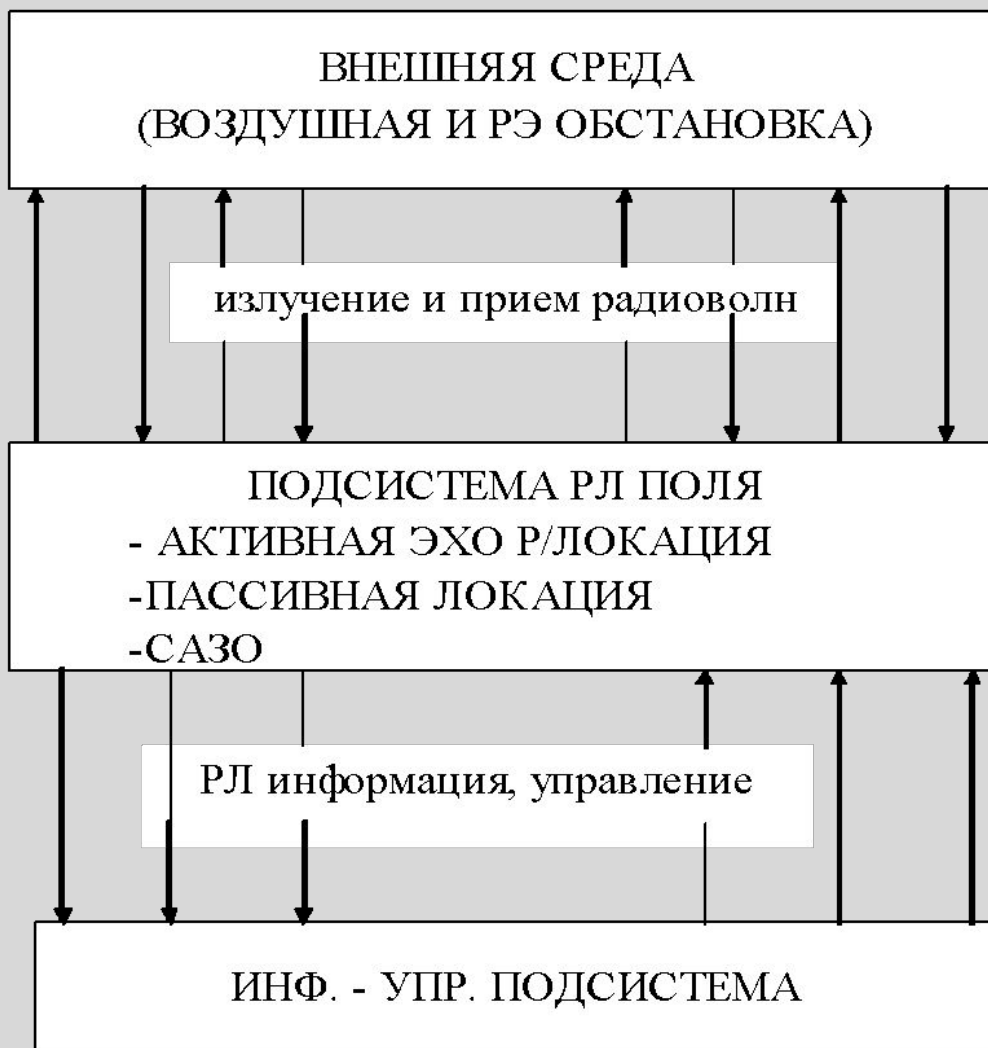 ВНЕШНЯЯ СРЕДА
(ВОЗДУШНАЯ И РЭ ОБСТАНОВКА)
излучение и прием радиоволн
ПОДСИСТЕМА РЛ ПОЛЯ
- АКТИВНАЯ ЭХО Р/ЛОКАЦИЯ
-ПАССИВНАЯ ЛОКАЦИЯ
-САЗО
РЛ информация, управление
ИНФ. - УПР. ПОДСИСТЕМА